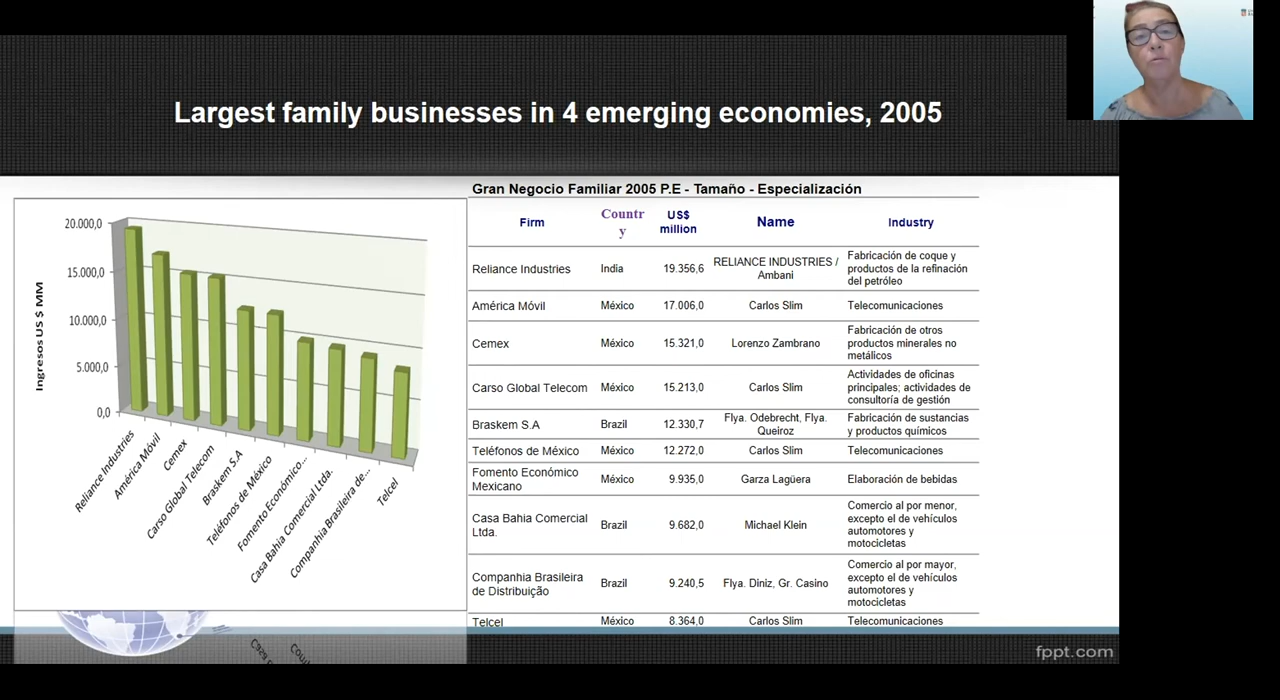 Largest family businesses in 4 emerging economies, 2005
Ingresos US $ MM
20.000,0
15.000,0
10.000,0
5.000,0
0,0
Reliance Industries
América Móvil
Cemex
Carso Global Telecom
Braskem S.A
Teléfonos de México
Fomento Económico...
Casa Bahia Comercial Ltda.
Companhia Brasileira de...
Telcel
Gran Negocio Familiar 2005 P.E - Tamaño - Especialización
Firm
Countr
y
US$
million
Name
Industry
Reliance Industries
India
19.356,6
RELIANCE INDUSTRIES /
Ambani
Fabricación de coque y
productos de la refinación
del petróleo
América Móvil
México
17.006,0
Carlos Slim
Telecomunicaciones
Cemex
México
15.321,0
Lorenzo Zambrano
Fabricación de otros
productos minerales no
metálicos
Carso Global Telecom
México
15.213,0
Carlos Slim
Actividades de oficinas
principales; actividades de
consultoría de gestión
Braskem S.A
Brazil
12.330,7
Flya. Odebrecht, Flya.
Queiroz
Fabricación de sustancias
y productos químicos
Teléfonos de México
México
12.272,0
Carlos Slim
Telecomunicaciones
Fomento Económico
Mexicano
México
9.935,0
Garza Lagüera
Elaboración de bebidas
Casa Bahia Comercial
Ltda.
Brazil
9.682,0
Michael Klein
Comercio al por menor,
excepto el de vehículos
automotores y
motocicletas
Companhia Brasileira
de Distribuição
Brazil
9.240,5
Flya. Diniz, Gr. Casino
Comercio al por mayor,
excepto el de vehículos
automotores y
motocicletas
Telcel
México
8.364,0
Carlos Slim
Telecomunicaciones
fppt.com